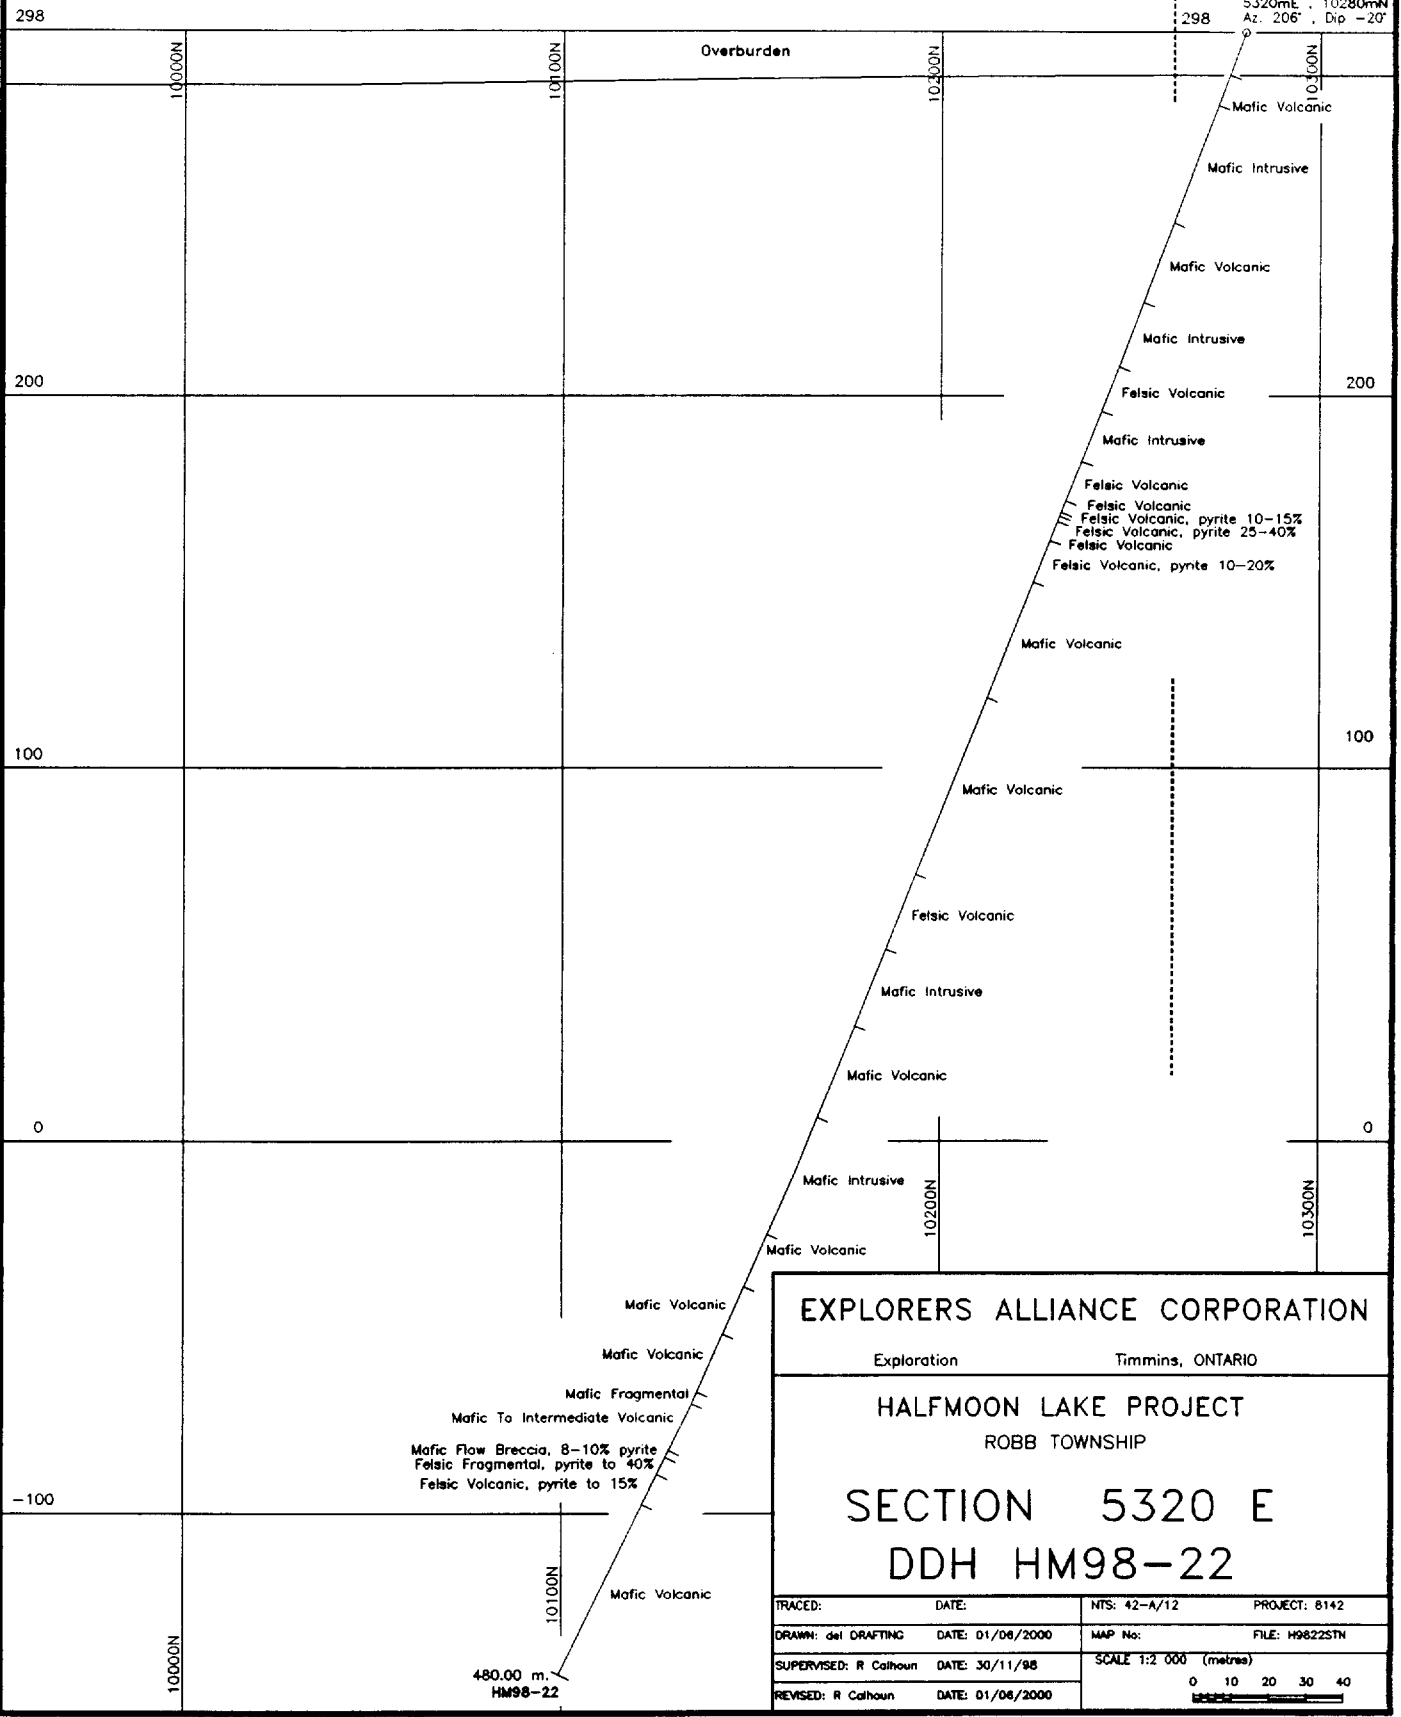 5320mE , 10280mN
298
298 Az. 206° , Dip -20°
10000N
10100N
Overburden
10200N
10300N
Mafic Volcanic
Mafic Intrusive
Mafic Volcanic
Mafic Intrusive
200
200
Felsic Volcanic
Mafic Intrusive
Felsic Volcanic
Felsic Volcanic
Felsic Volcanic, pyrite 10-15%
Felsic Volcanic, pyrite 25-40%
Felsic Volcanic
Felsic Volcanic, pyrite 10-20%
Mafic Volcanic
100
100
Mafic Volcanic
Felsic Volcanic
Mafic Intrusive
Mafic Volcanic
0
0
Mafic Intrusive
10200N
10300N
Mafic Volcanic
Mafic Volcanic
Mafic Volcanic
Mafic Fragmental
Mafic To Intermediate Volcanic
Mafic Flow Breccia, 8-10% pyrite
Felsic Fragmental, pyrite to 40%
Felsic Volcanic, pyrite to 15%
-100
10100N
Mafic Volcanic
10000N
480.00 m.
HM98-22
EXPLORERS ALLIANCE CORPORATION
Exploration Timmins, ONTARIO
HALFMOON LAKE PROJECT
ROBB TOWNSHIP
SECTION 5320 E
DDH HM98-22
TRACED: DATE: NTS: 42-A/12 PROJECT: 8142
DRAWN: del DRAFTING DATE: 01/06/2000 MAP No: FILE: H9822STN
SUPERVISED: R Calhoun DATE: 30/11/98 SCALE 1:2 000 (metres)
REVISED: R Calhoun DATE: 01/06/2000 0 10 20 30 40